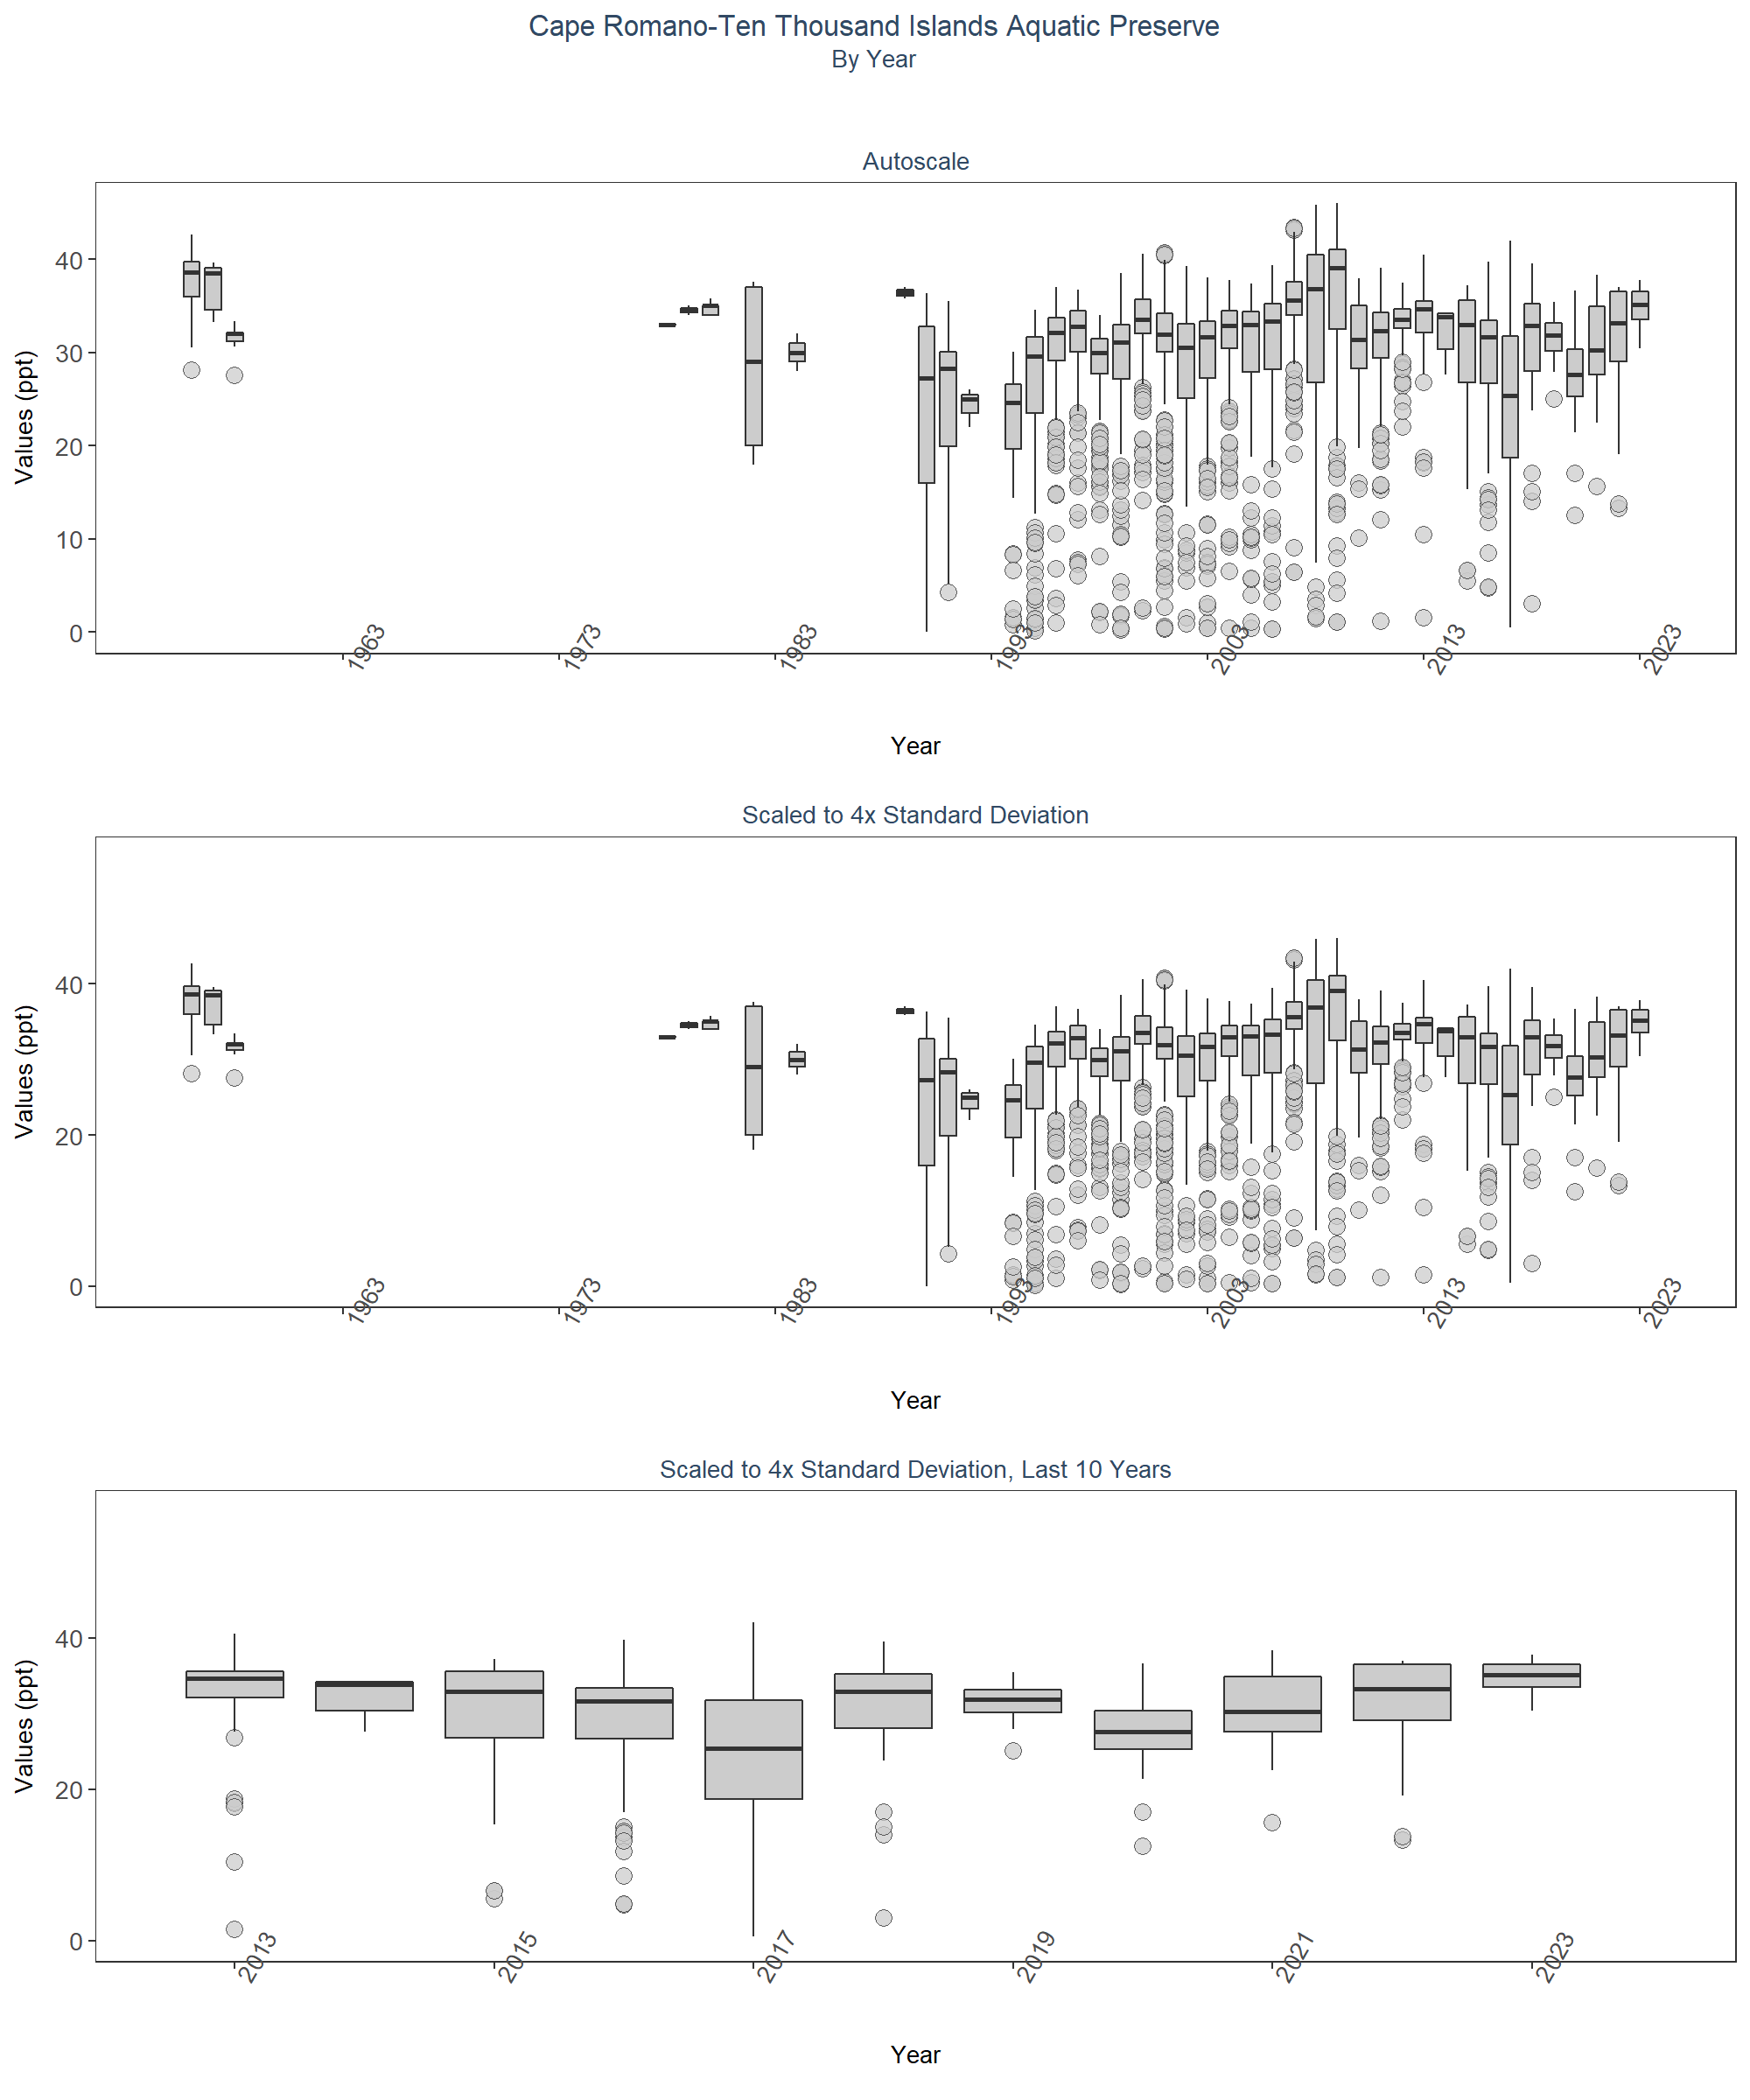 Cape Romano-Ten Thousand Islands Aquatic Preserve
By Year
Autoscale
Values (ppt)
40
30
20
10
0
1963
1973
1983
1993
2003
2013
2023
Year
Scaled to 4x Standard Deviation
Values (ppt)
40
20
0
1963
1973
1983
1993
2003
2013
2023
Year
Scaled to 4x Standard Deviation, Last 10 Years
Values (ppt)
40
20
0
2013
2015
2017
2019
2021
2023
Year